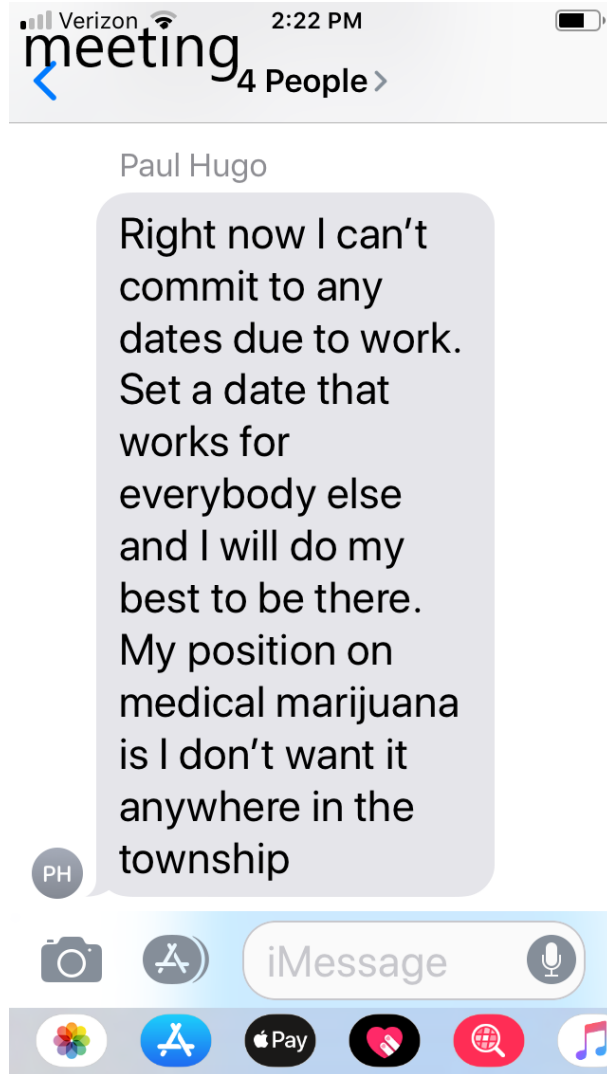 Verizon 2:22 PM
meeting
4 People
Paul Hugo
Right now I can’t
commit to any
dates due to work.
Set a date that
works for
everybody else
and I will do my
best to be there.
My position on
medical marijuana
is I don’t want it
anywhere in the
township
PH
iMessage
Pay